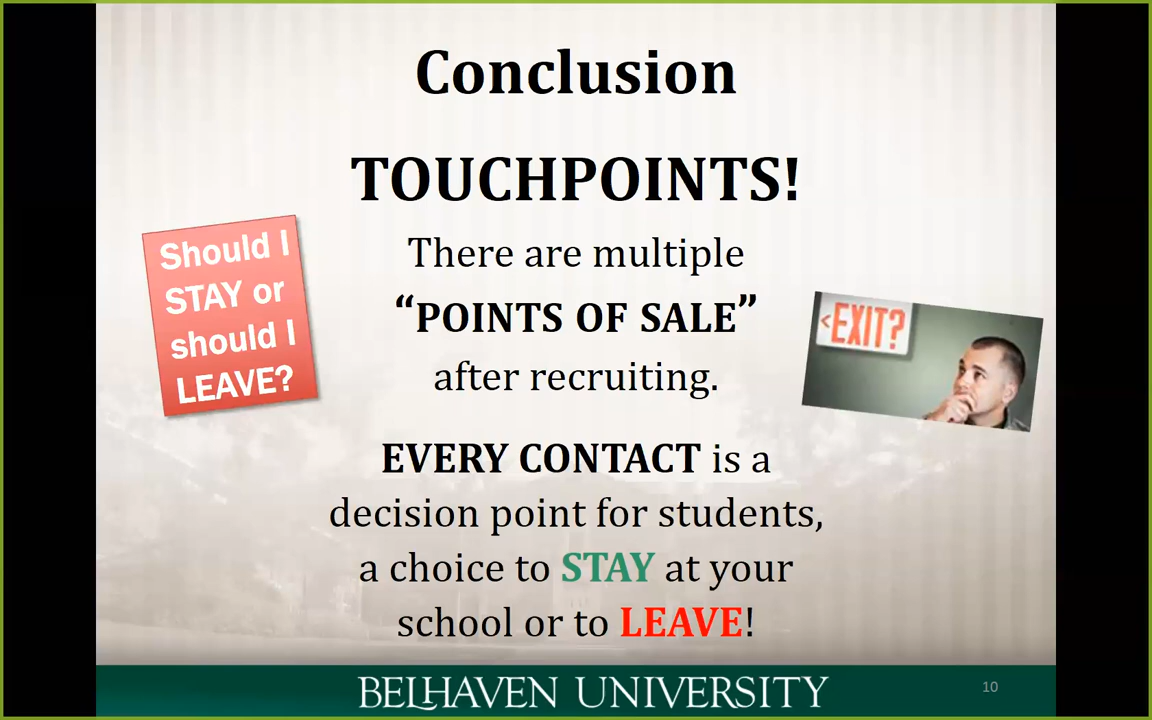 Conclusion
TOUCHPOINTS!
Should I
STAY or
should I
LEAVE?
There are multiple
“POINTS OF SALE”
after recruiting.
<EXIT?
EVERY CONTACT is a
decision point for students,
a choice to STAY at your
school or to LEAVE!
BELHAVEN UNIVERSITY
10